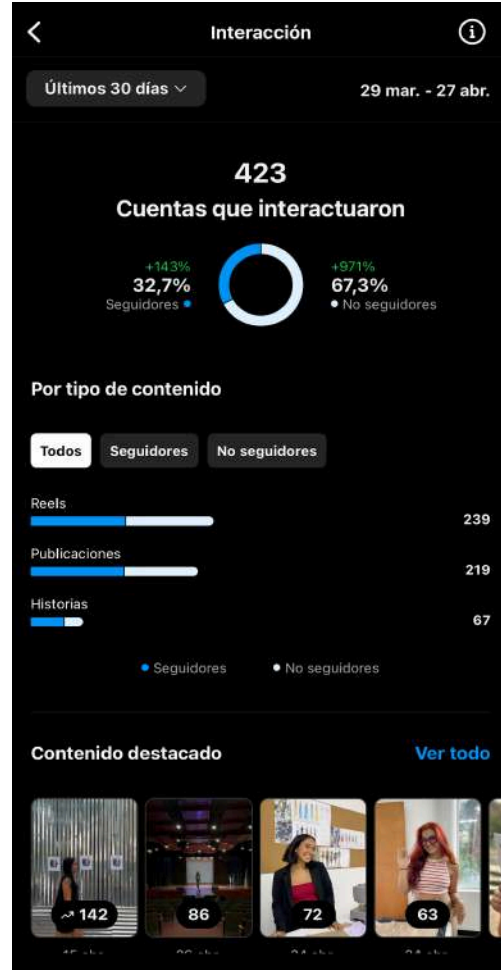 Interacción
Últimos 30 días
29 mar. - 27 abr.
423
Cuentas que interactuaron
+143%
32,7%
Seguidores
+971%
67,3%
No seguidores
Por tipo de contenido
Todos
Seguidores
No seguidores
Reels
239
Publicaciones
219
Historias
67
Seguidores
No seguidores
Contenido destacado
Ver todo
142
86
72
63